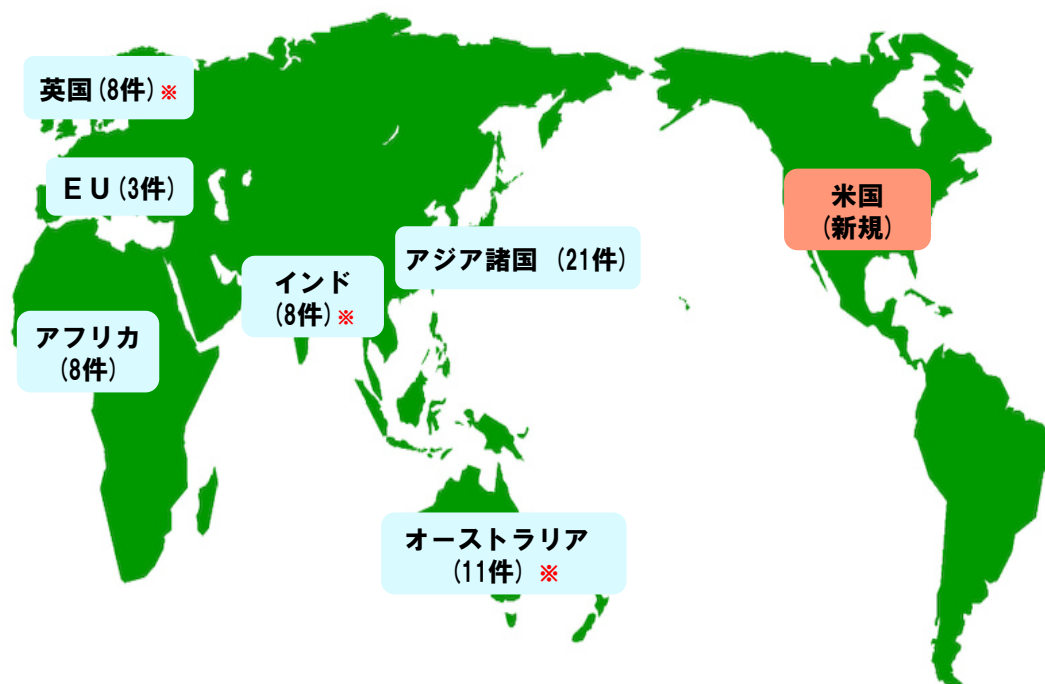 英国(8件)※
ＥＵ(3件)
インド
(8件)※
アジア諸国 (21件)
米国
(新規)
アフリカ
(8件)
オーストラリア
(11件) ※